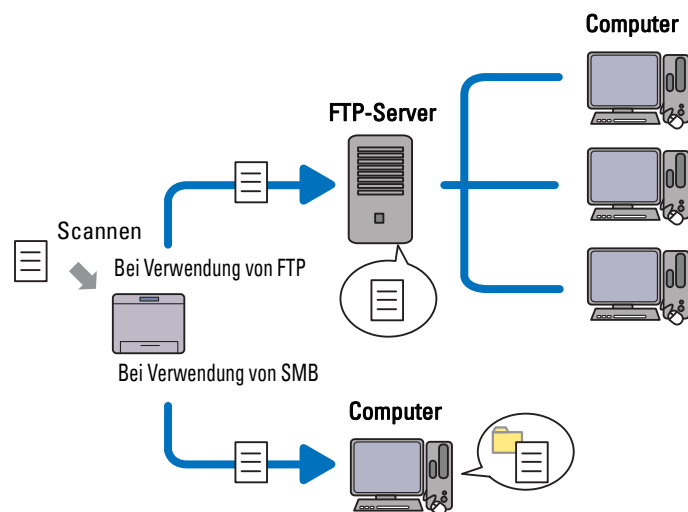 Computer
FTP-Server
Scannen
Bei Verwendung von FTP
Bei Verwendung von SMB
Computer